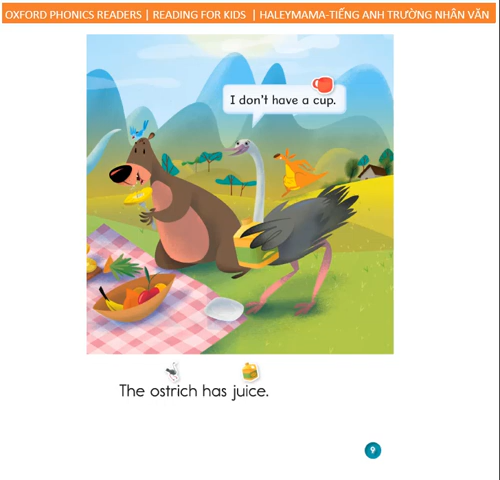 OXFORD PHONICS READERS | READING FOR KIDS | HALEYMAMA-TIẾNG ANH TRƯỜNG NHÂN VĂN
I don't have a cup.
The ostrich has juice.
9